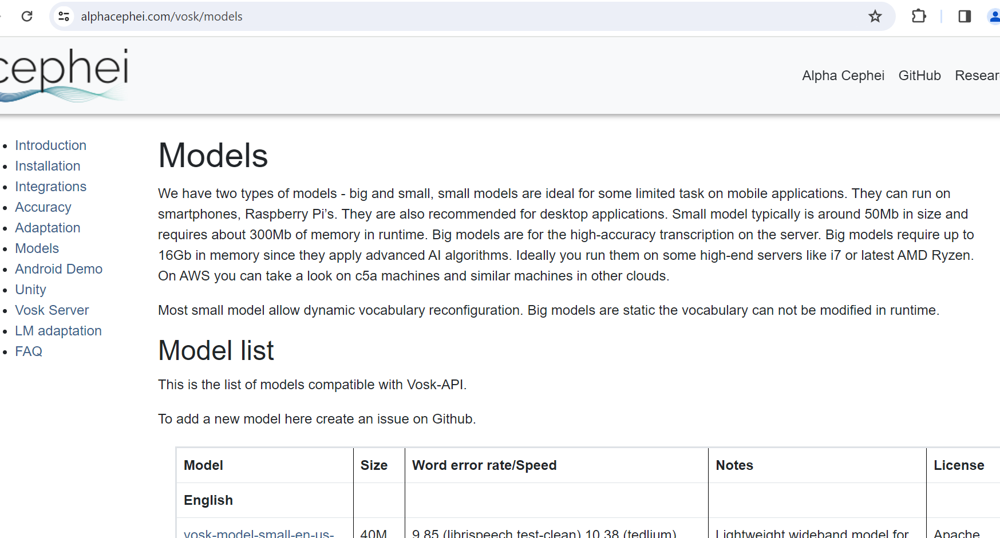 alphacephei.com/vosk/models
cephei
Alpha Cephei GitHub Resear
Introduction
Installation
Integrations
Accuracy
Adaptation
Models
Android Demo
Unity
Vosk Server
LM adaptation
FAQ
Models
We have two types of models - big and small, small models are ideal for some limited task on mobile applications. They can run on
smartphones, Raspberry Pi’s. They are also recommended for desktop applications. Small model typically is around 50Mb in size and
requires about 300Mb of memory in runtime. Big models are for the high-accuracy transcription on the server. Big models require up to
16Gb in memory since they apply advanced AI algorithms. Ideally you run them on some high-end servers like i7 or latest AMD Ryzen.
On AWS you can take a look on c5a machines and similar machines in other clouds.
Most small model allow dynamic vocabulary reconfiguration. Big models are static the vocabulary can not be modified in runtime.
Model list
This is the list of models compatible with Vosk-API.
To add a new model here create an issue on Github.
Model Size Word error rate/Speed Notes License
English
vosk-model-small-en-us- 40M 9.85 (librispeech test-clean) 10.38 (tedlium) Lightweight wideband model for Apache